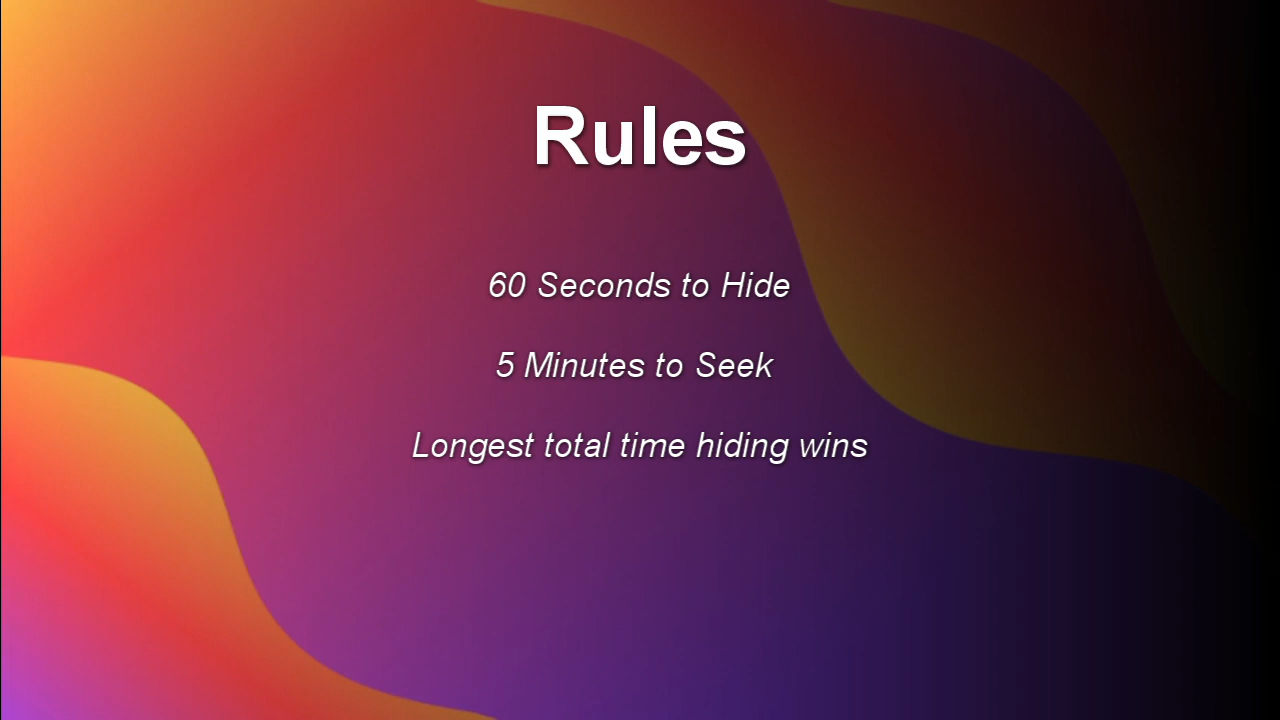 Rules
60 Seconds to Hide
5 Minutes to Seek
Longest total time hiding wins